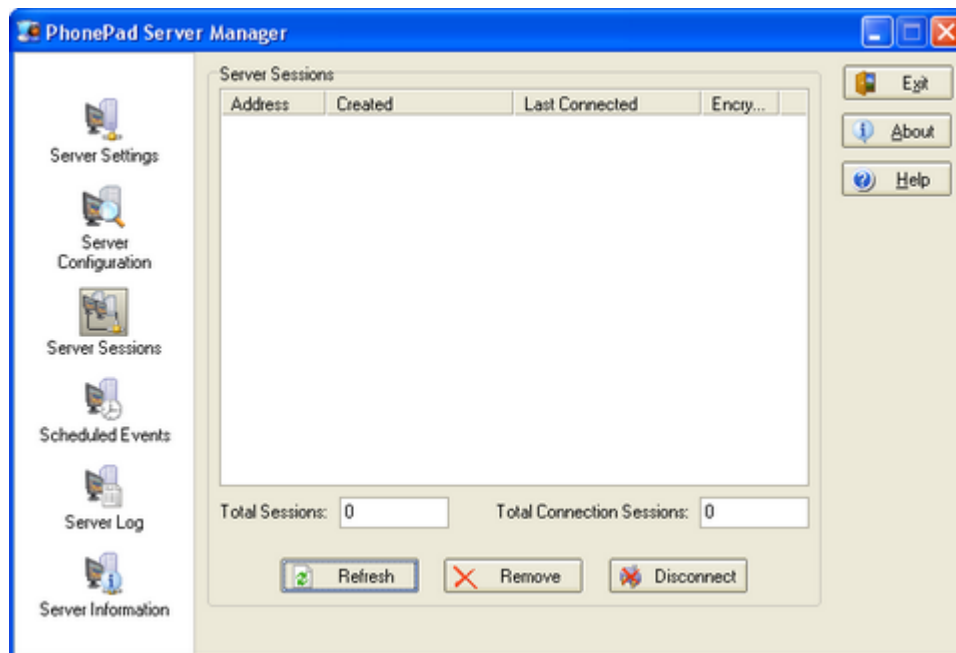 PhonePad Server Manager
Server Settings
Server
Configuration
Server Sessions
Scheduled Events
Server Log
Server Information
Server Sessions
Address Created Last Connected Encry...
Total Sessions: 0 Total Connection Sessions: 0
Refresh Remove Disconnect
Exit
About
Help